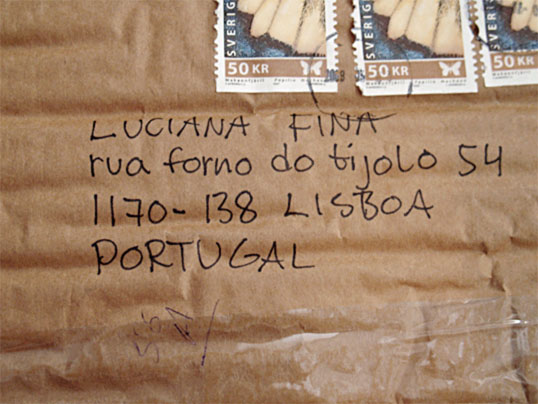 SVERIGE SVERIGE SVERIGE
50 KR 50 KR 50 KR
LUCIANA FINA
rua forno do tijolo 54
1170-138 LISBOA
PORTUGAL